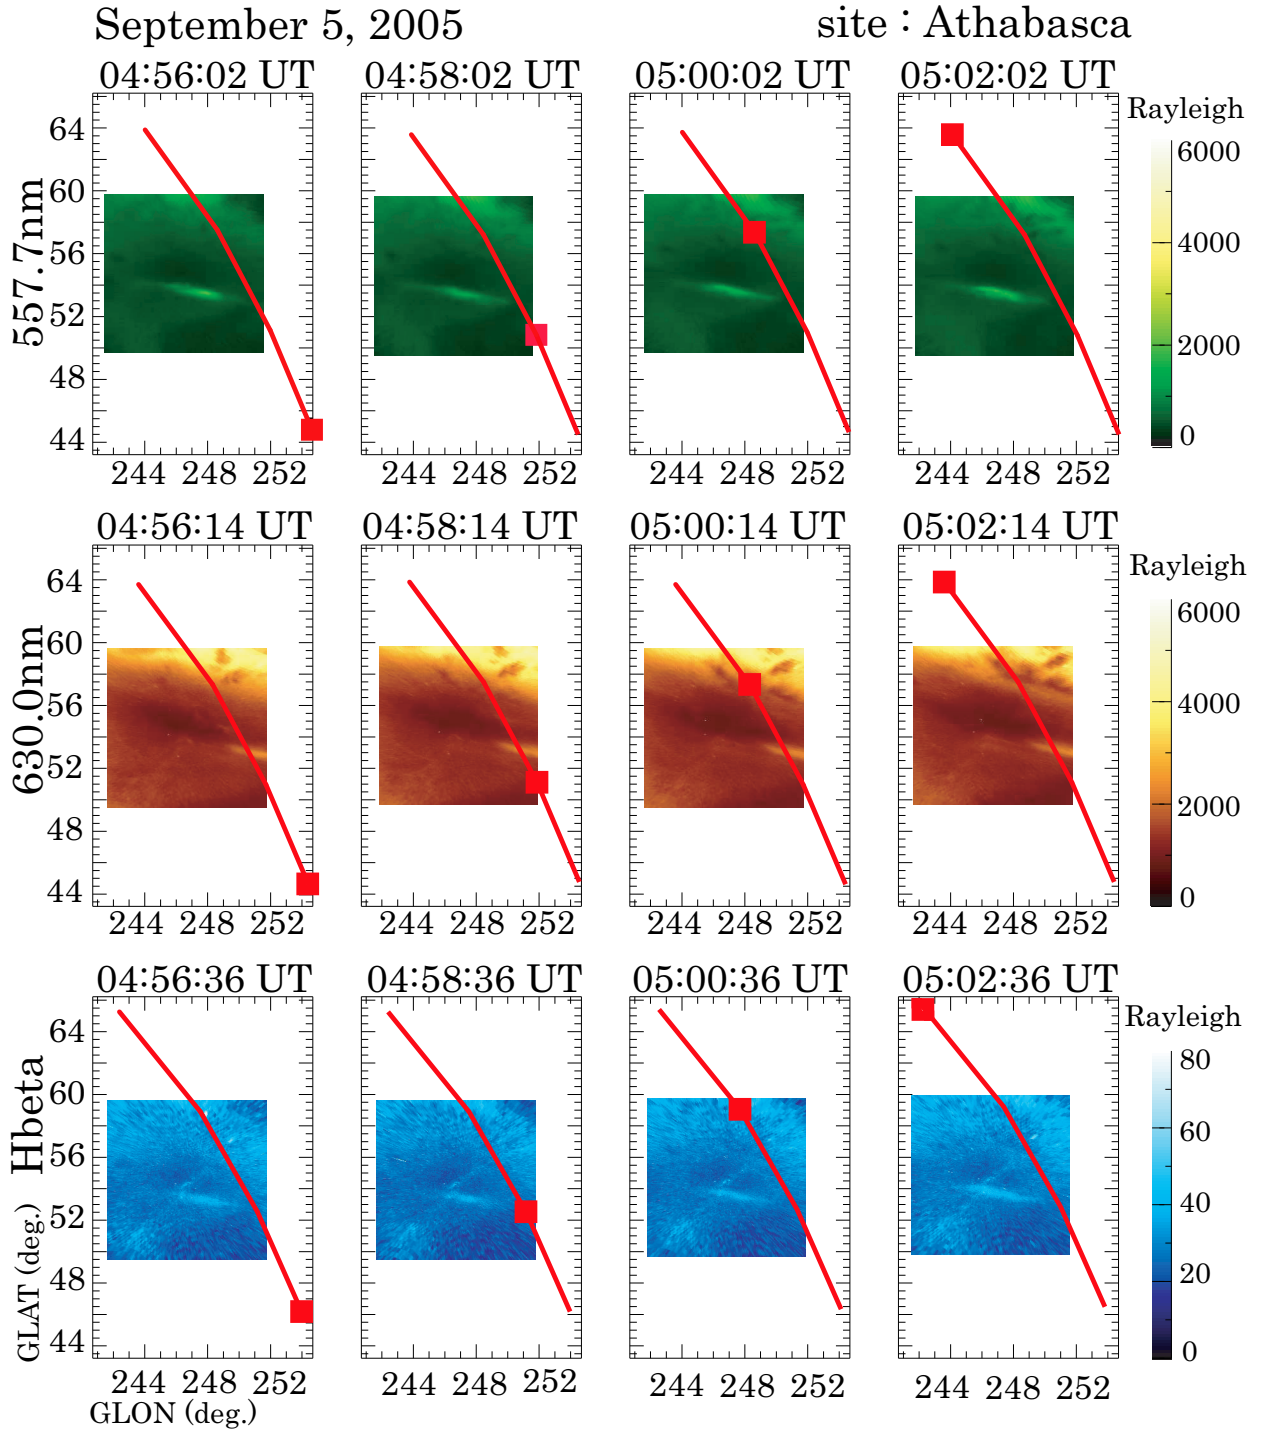 September 5, 2005 site : Athabasca
04:56:02 UT 04:58:02 UT 05:00:02 UT 05:02:02 UT
Rayleigh
557.7nm
64
60
56
52
48
44
6000
4000
2000
0
244 248 252 244 248 252 244 248 252 244 248 252
04:56:14 UT 04:58:14 UT 05:00:14 UT 05:02:14 UT
Rayleigh
630.0nm
64
60
56
52
48
44
6000
4000
2000
0
244 248 252 244 248 252 244 248 252 244 248 252
04:56:36 UT 04:58:36 UT 05:00:36 UT 05:02:36 UT
Rayleigh
Hbeta
GLAT (deg.)
64
60
56
52
48
44
80
60
40
20
0
244 248 252 244 248 252 244 248 252 244 248 252
GLON (deg.)